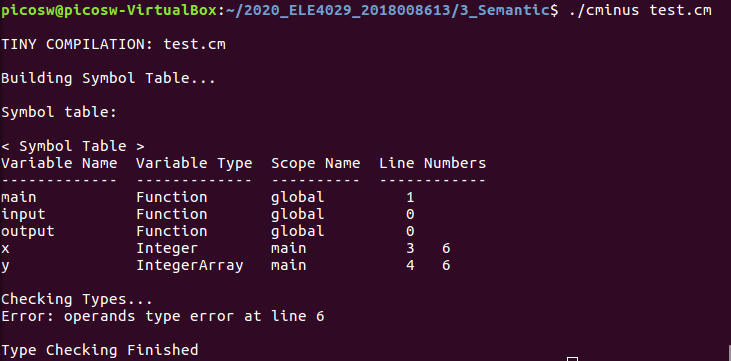 picosw@picosw-VirtualBox:~/2020_ELE4029_2018008613/3_Semantic$ ./cminus test.cm
TINY COMPILATION: test.cm
Building Symbol Table...
Symbol table:
< Symbol Table >
Variable Name  Variable Type  Scope Name  Line Numbers
-------------  -------------  ----------  ------------
main           Function       global         1
input          Function       global         0
output         Function       global         0
x              Integer        main           3   6
y              IntegerArray   main           4   6
Checking Types...
Error: operands type error at line 6
Type Checking Finished